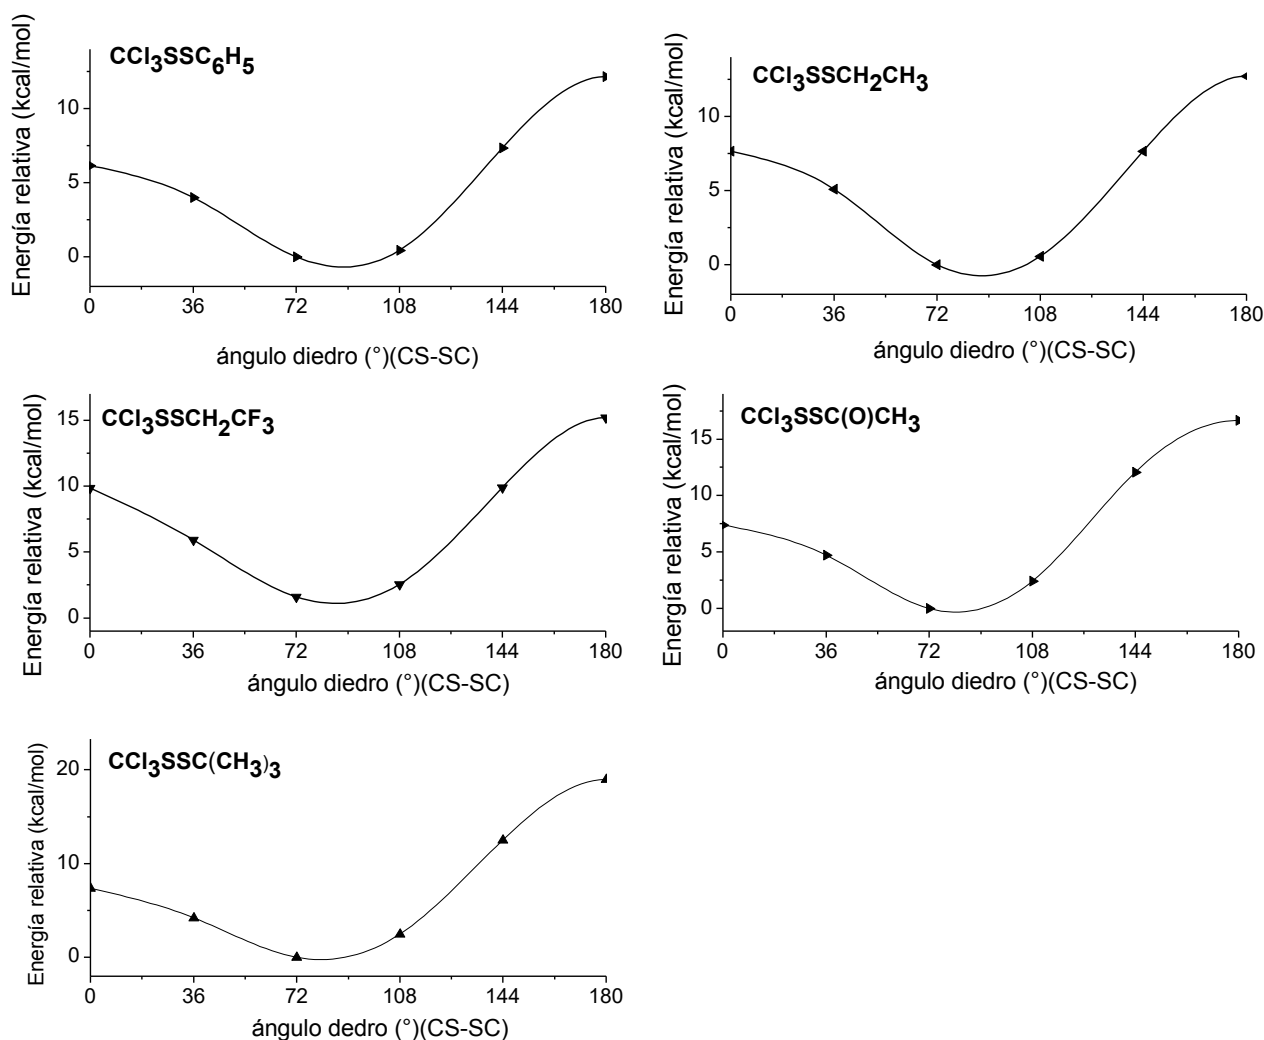 CCl3SSC6H5
Energía relativa (kcal/mol)
10
5
0
0 36 72 108 144 180
ángulo diedro (°)(CS-SC)
CCl3SSCH2CH3
Energía relativa (kcal/mol)
10
5
0
0 36 72 108 144 180
ángulo diedro (°)(CS-SC)
CCl3SSCH2CF3
Energía relativa (kcal/mol)
15
10
5
0
0 36 72 108 144 180
ángulo diedro (°)(CS-SC)
CCl3SSC(O)CH3
Energía relativa (kcal/mol)
15
10
5
0
0 36 72 108 144 180
ángulo diedro (°)(CS-SC)
CCl3SSC(CH3)3
Energía relativa (kcal/mol)
20
10
0
0 36 72 108 144 180
ángulo dedro (°)(CS-SC)